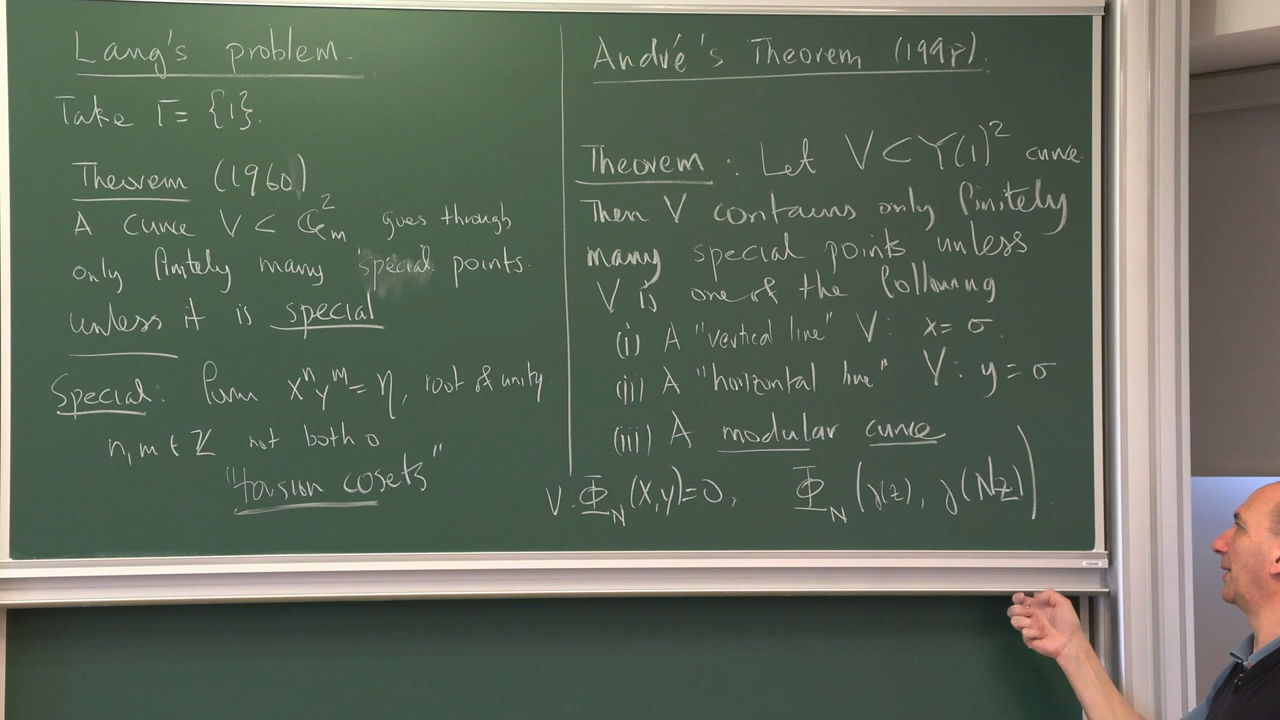 Lang's problem.
Take Γ = {1}.
Theorem (1960)
A curve V < G_m^2 goes through
only finitely many special points
unless it is special
Special: Form x^n y^m = η, root of unity
n, m ∈ ℤ not both 0
"torsion cosets"
André's Theorem (1998).
Theorem: Let V ⊂ Y(1)^2 curve
Then V contains only finitely
many special points unless
V is one of the following
(i) A "vertical line" V: x = σ.
(ii) A "horizontal line" V: y = σ
(iii) A modular curve
V: Φ_N(x,y)=0, Φ_N(j(z), j(Nz))